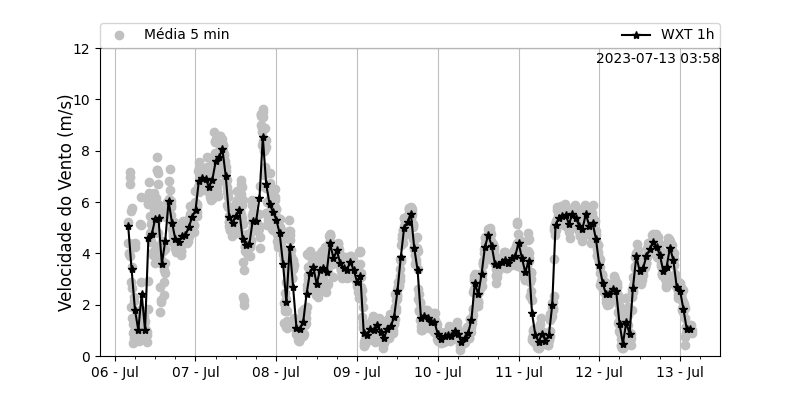 Média 5 min
WXT 1h
2023-07-13 03:58
Velocidade do Vento (m/s)
12
10
8
6
4
2
0
06 - Jul
07 - Jul
08 - Jul
09 - Jul
10 - Jul
11 - Jul
12 - Jul
13 - Jul